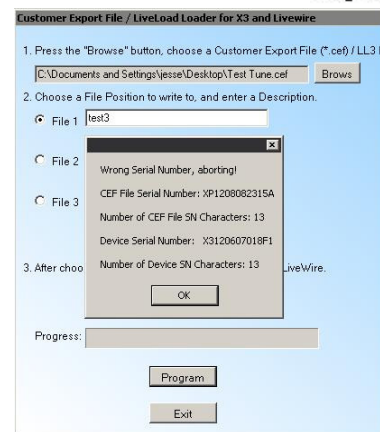 Customer Export File / LiveLoad Loader for X3 and Livewire
1. Press the "Browse" button, choose a Customer Export File (*.cef) / LL3
C:\Documents and Settings\jesse\Desktop\Test Tune.cef
Brows
2. Choose a File Position to write to, and enter a Description.
File 1
test3
File 2
File 3
Wrong Serial Number, aborting!
CEF File Serial Number: XP1208082315A
Number of CEF File SN Characters: 13
Device Serial Number: X3120607018F1
Number of Device SN Characters: 13
OK
3. After choo
LiveWire.
Progress:
Program
Exit